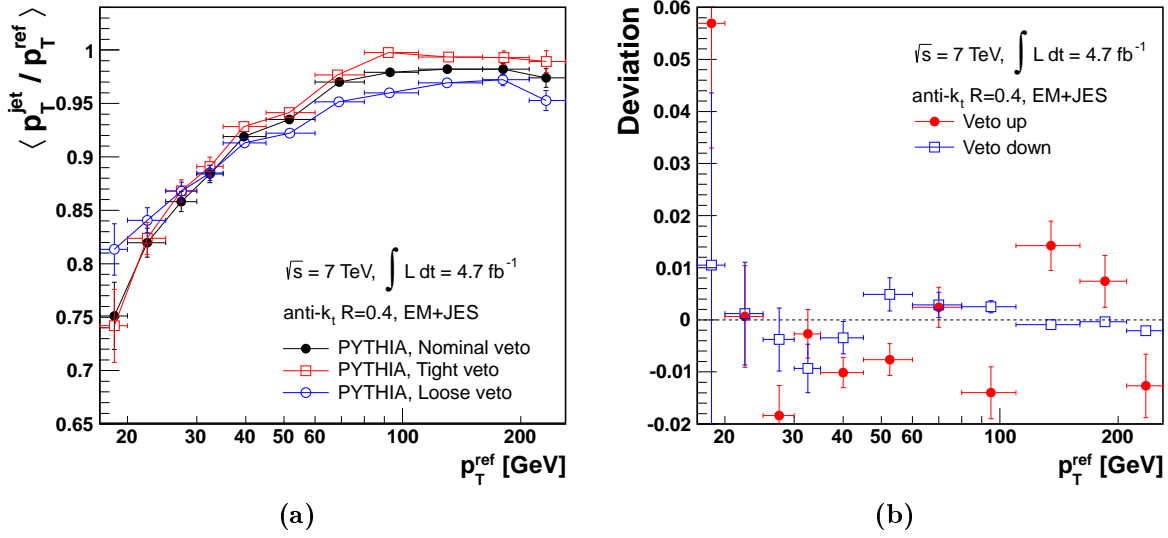 ⟨ p_T^jet / p_T^ref ⟩
1
0.95
0.9
0.85
0.8
0.75
0.7
0.65
√s = 7 TeV, ∫ L dt = 4.7 fb⁻¹
anti-k_t R=0.4, EM+JES
PYTHIA, Nominal veto
PYTHIA, Tight veto
PYTHIA, Loose veto
20 30 40 50 60 100 200
p_T^ref [GeV]
(a)
Deviation
0.06
0.05
0.04
0.03
0.02
0.01
0
-0.01
-0.02
√s = 7 TeV, ∫ L dt = 4.7 fb⁻¹
anti-k_t R=0.4, EM+JES
Veto up
Veto down
20 30 40 50 60 100 200
p_T^ref [GeV]
(b)